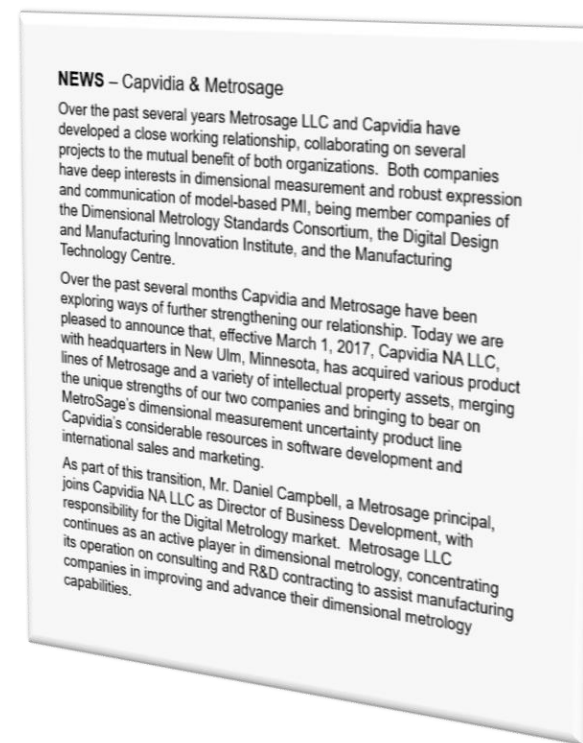 NEWS – Capvidia & Metrosage
Over the past several years Metrosage LLC and Capvidia have
developed a close working relationship, collaborating on several
projects to the mutual benefit of both organizations. Both companies
have deep interests in dimensional measurement and robust expression
and communication of model-based PMI, being member companies of
the Dimensional Metrology Standards Consortium, the Digital Design
and Manufacturing Innovation Institute, and the Manufacturing
Technology Centre.
Over the past several months Capvidia and Metrosage have been
exploring ways of further strengthening our relationship. Today we are
pleased to announce that, effective March 1, 2017, Capvidia NA LLC,
with headquarters in New Ulm, Minnesota, has acquired various product
lines of Metrosage and a variety of intellectual property assets, merging
the unique strengths of our two companies and bringing to bear on
MetroSage's dimensional measurement uncertainty product line
Capvidia's considerable resources in software development and
international sales and marketing.
As part of this transition, Mr. Daniel Campbell, a Metrosage principal,
joins Capvidia NA LLC as Director of Business Development, with
responsibility for the Digital Metrology market. Metrosage LLC
continues as an active player in dimensional metrology, concentrating
its operation on consulting and R&D contracting to assist manufacturing
companies in improving and advance their dimensional metrology
capabilities.